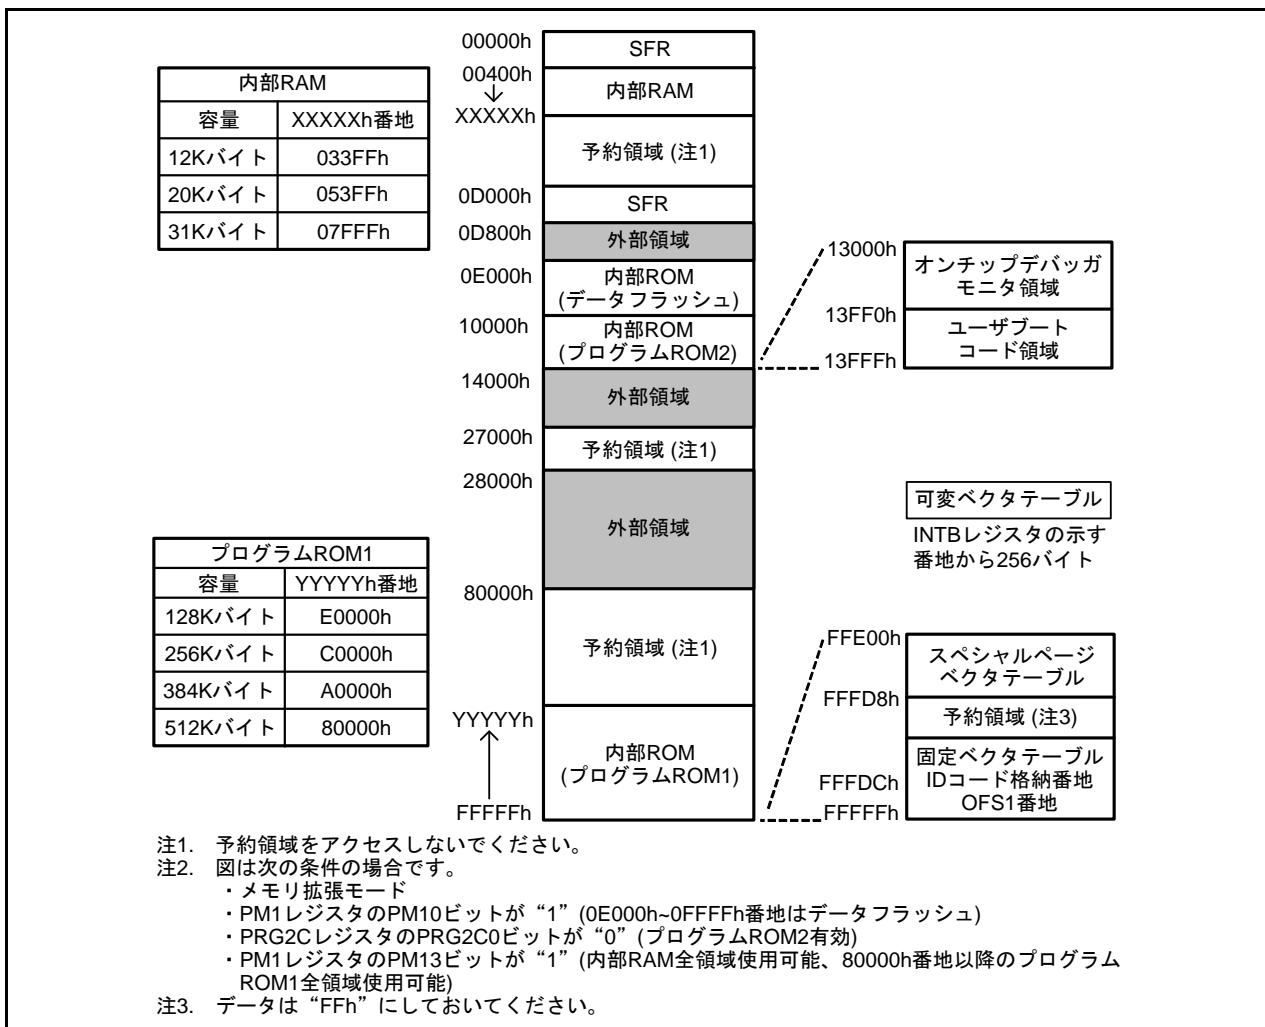 内部RAM
容量 XXXXXh番地
12Kバイト 033FFh
20Kバイト 053FFh
31Kバイト 07FFFh
プログラムROM1
容量 YYYYYh番地
128Kバイト E0000h
256Kバイト C0000h
384Kバイト A0000h
512Kバイト 80000h
00000h
SFR
00400h
↓
内部RAM
XXXXXh
予約領域 (注1)
0D000h
SFR
0D800h
外部領域
0E000h
内部ROM
(データフラッシュ)
10000h
内部ROM
(プログラムROM2)
14000h
外部領域
27000h
予約領域 (注1)
28000h
外部領域
80000h
予約領域 (注1)
YYYYYh
↑
内部ROM
(プログラムROM1)
FFFFFh
13000h
オンチップデバッガ
モニタ領域
13FF0h
ユーザブート
コード領域
13FFFh
可変ベクタテーブル
INTBレジスタの示す
番地から256バイト
FFE00h
スペシャルページ
ベクタテーブル
FFFD8h
予約領域 (注3)
FFFDCh
固定ベクタテーブル
IDコード格納番地
OFS1番地
FFFFFh
注1. 予約領域をアクセスしないでください。
注2. 図は次の条件の場合です。
・メモリ拡張モード
・PM1レジスタのPM10ビットが“1” (0E000h~0FFFFh番地はデータフラッシュ)
・PRG2CレジスタのPRG2C0ビットが“0” (プログラムROM2有効)
・PM1レジスタのPM13ビットが“1” (内部RAM全領域使用可能、80000h番地以降のプログラム
ROM1全領域使用可能)
注3. データは“FFh”にしておいてください。